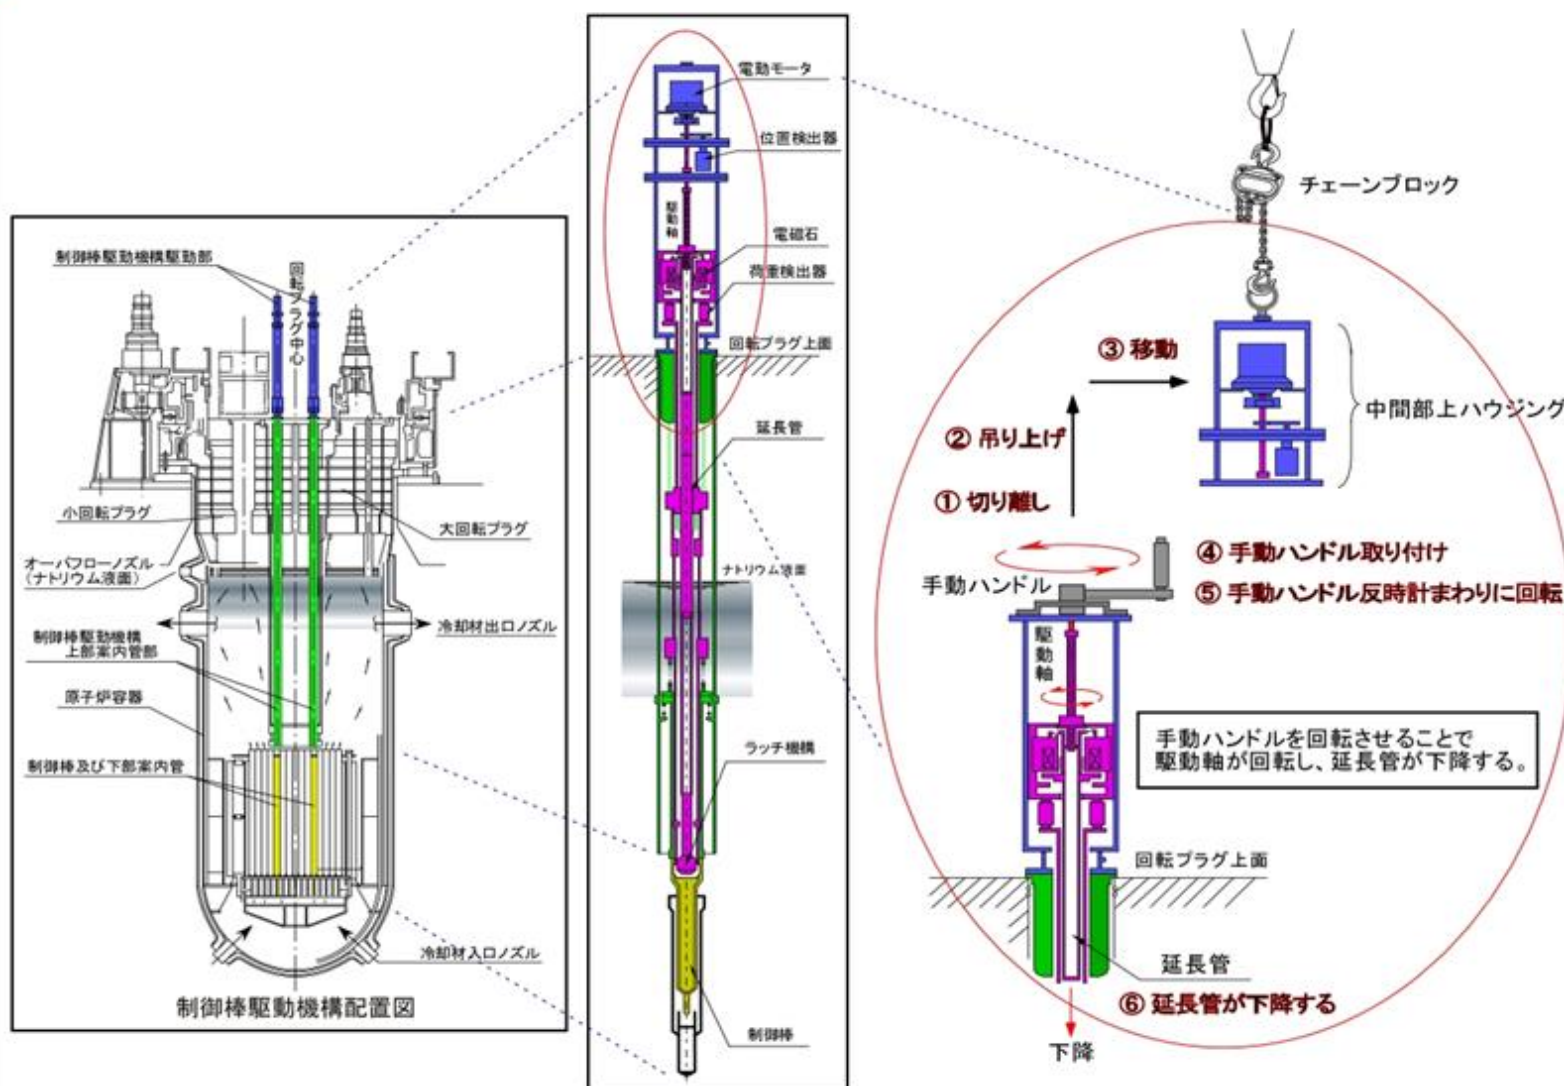 制御棒駆動機構駆動部
回転プラグ中心
小回転プラグ
大回転プラグ
オーバフローノズル
(ナトリウム液面)
冷却材出口ノズル
制御棒駆動機構
上部案内管部
原子炉容器
制御棒及び下部案内管
冷却材入口ノズル
制御棒駆動機構配置図
電動モータ
位置検出器
駆動軸
電磁石
荷重検出器
回転プラグ上面
延長管
ナトリウム液面
ラッチ機構
制御棒
チェーンブロック
③ 移動
中間部上ハウジング
② 吊り上げ
① 切り離し
④ 手動ハンドル取り付け
手動ハンドル
⑤ 手動ハンドル反時計まわりに回転
駆動軸
手動ハンドルを回転させることで
駆動軸が回転し、延長管が下降する。
回転プラグ上面
延長管
⑥ 延長管が下降する
下降